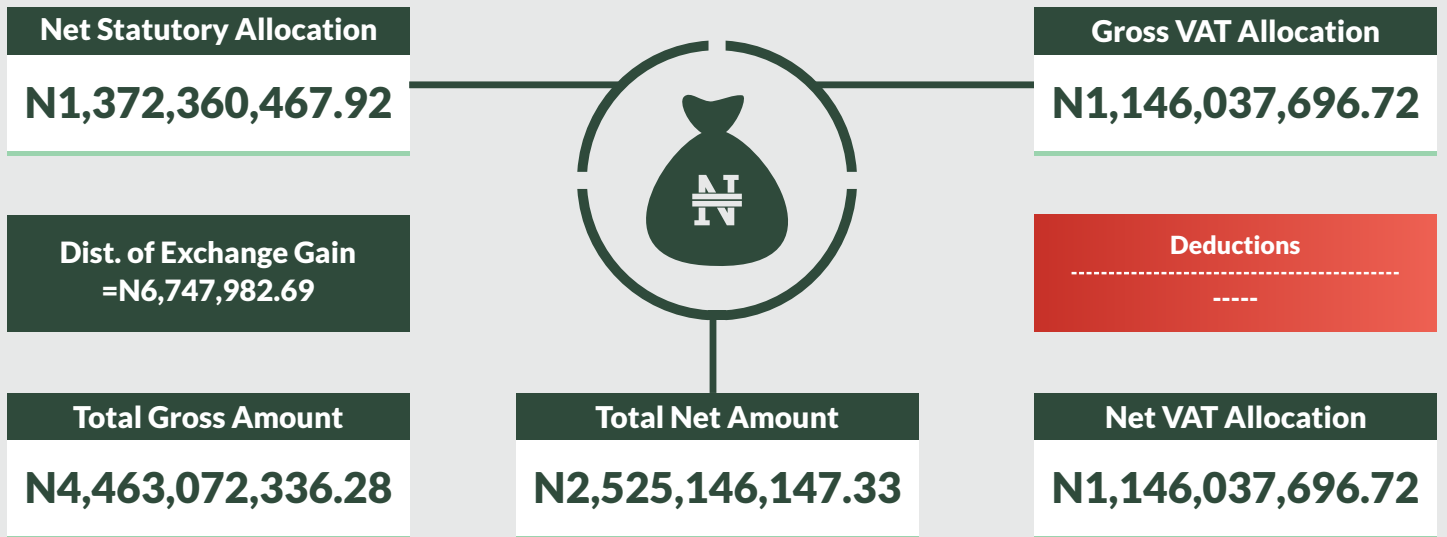 Net Statutory Allocation
N1,372,360,467.92
Gross VAT Allocation
N1,146,037,696.72
₦
Dist. of Exchange Gain
=N6,747,982.69
Deductions
--------------------------------------------
-----
Total Gross Amount
N4,463,072,336.28
Total Net Amount
N2,525,146,147.33
Net VAT Allocation
N1,146,037,696.72